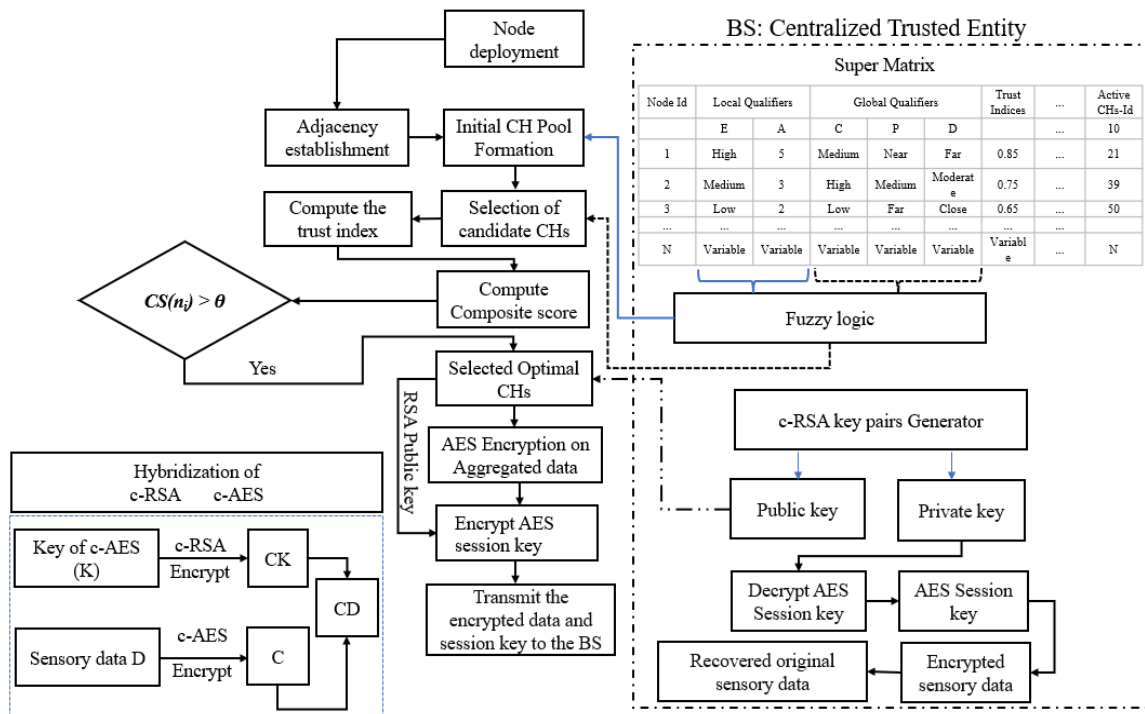 Node
deployment
Adjacency
establishment
Initial CH Pool
Formation
Compute the
trust index
Selection of
candidate CHs
CS(nᵢ) > θ
Compute
Composite score
Yes
Selected Optimal
CHs
RSA Public key
AES Encryption on
Aggregated data
Encrypt AES
session key
Transmit the
encrypted data and
session key to the BS
Hybridization of
c-RSA c-AES
Key of c-AES
(K)
c-RSA
Encrypt
CK
CD
Sensory data D
c-AES
Encrypt
C
BS: Centralized Trusted Entity
Super Matrix
Node Id Local Qualifiers Global Qualifiers Trust Indices ... Active CHs-Id
E A C P D ... 10
1 High 5 Medium Near Far 0.85 ... 21
2 Medium 3 High Medium Moderat e 0.75 ... 39
3 Low 2 Low Far Close 0.65 ... 50
... ... ... ... ... ... ... ...
N Variable Variable Variable Variable Variable Variabl e ... N
Fuzzy logic
c-RSA key pairs Generator
Public key
Private key
Decrypt AES
Session key
AES Session
key
Recovered original
sensory data
Encrypted
sensory data